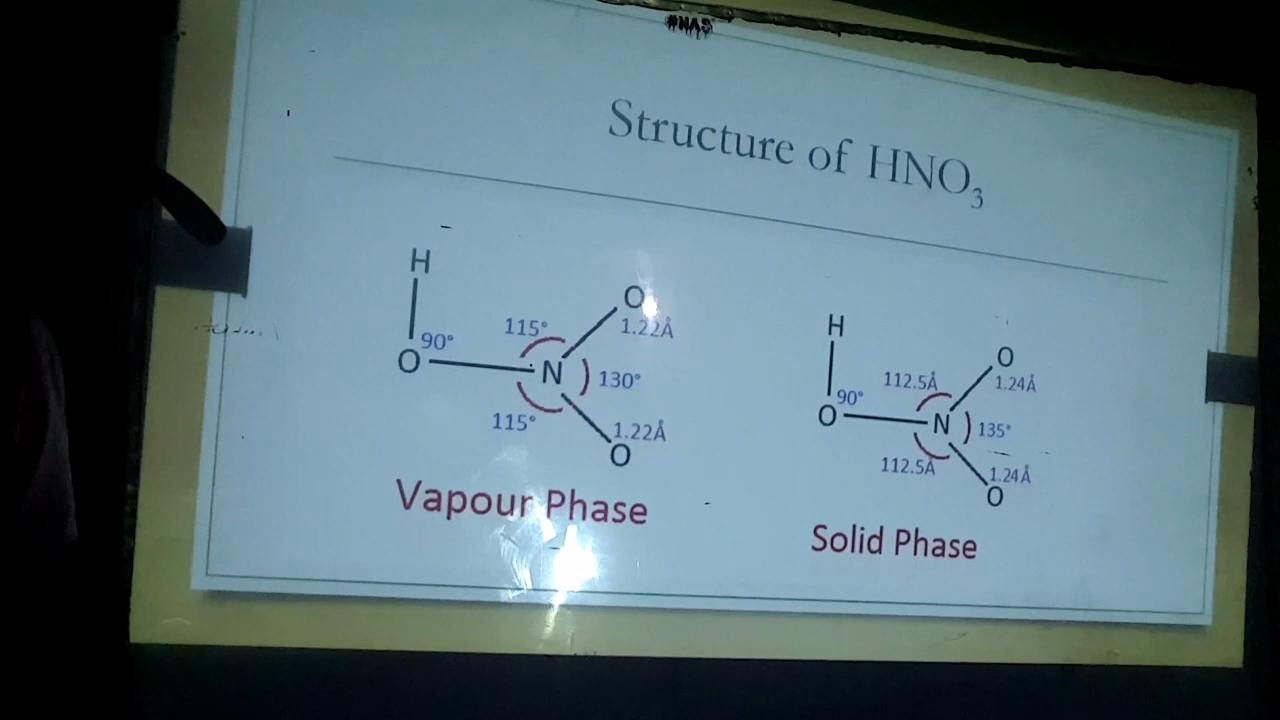 #NAS
Structure of HNO₃
H
O
90°
115°
N
130°
115°
O
1.22Å
1.22Å
O
Vapour Phase
H
O
90°
112.5Å
N
135°
112.5Å
O
1.24Å
1.24Å
O
Solid Phase